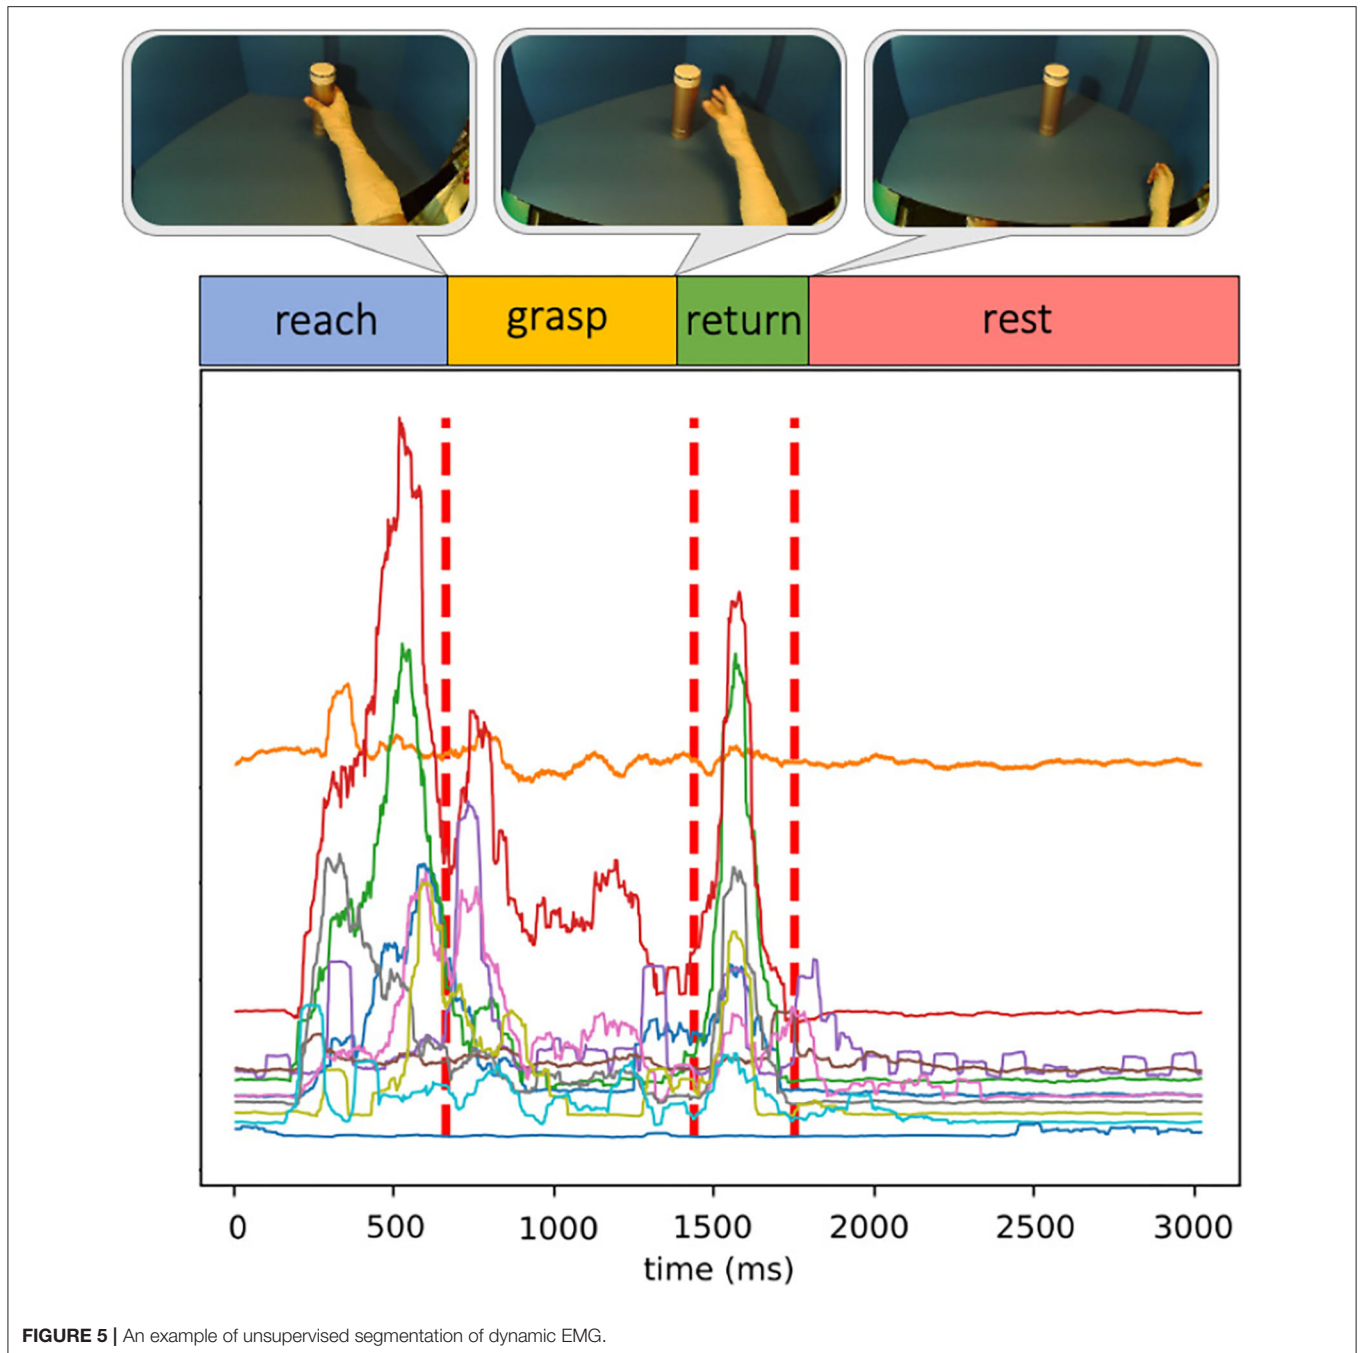 reach grasp return rest
0 500 1000 1500 2000 2500 3000
time (ms)
FIGURE 5 | An example of unsupervised segmentation of dynamic EMG.